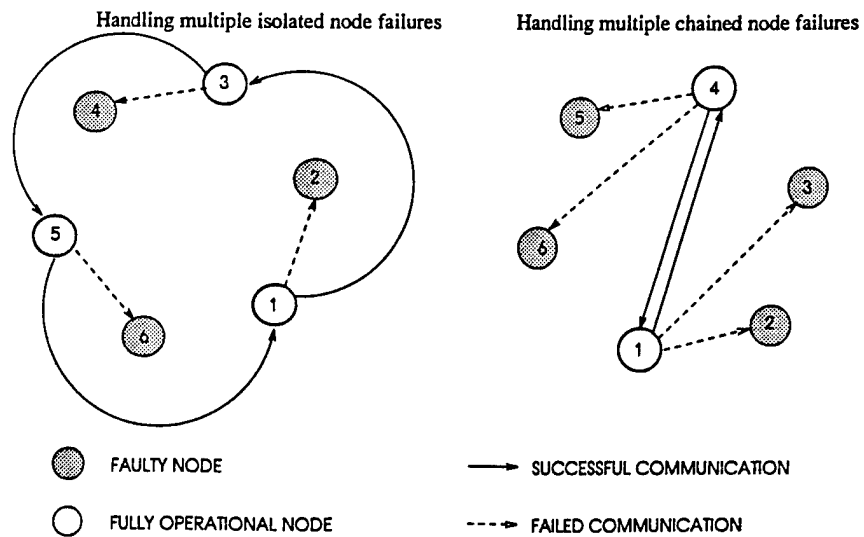 Handling multiple isolated node failures
Handling multiple chained node failures
3
4
2
5
1
6
4
5
3
6
2
1
FAULTY NODE
SUCCESSFUL COMMUNICATION
FULLY OPERATIONAL NODE
FAILED COMMUNICATION